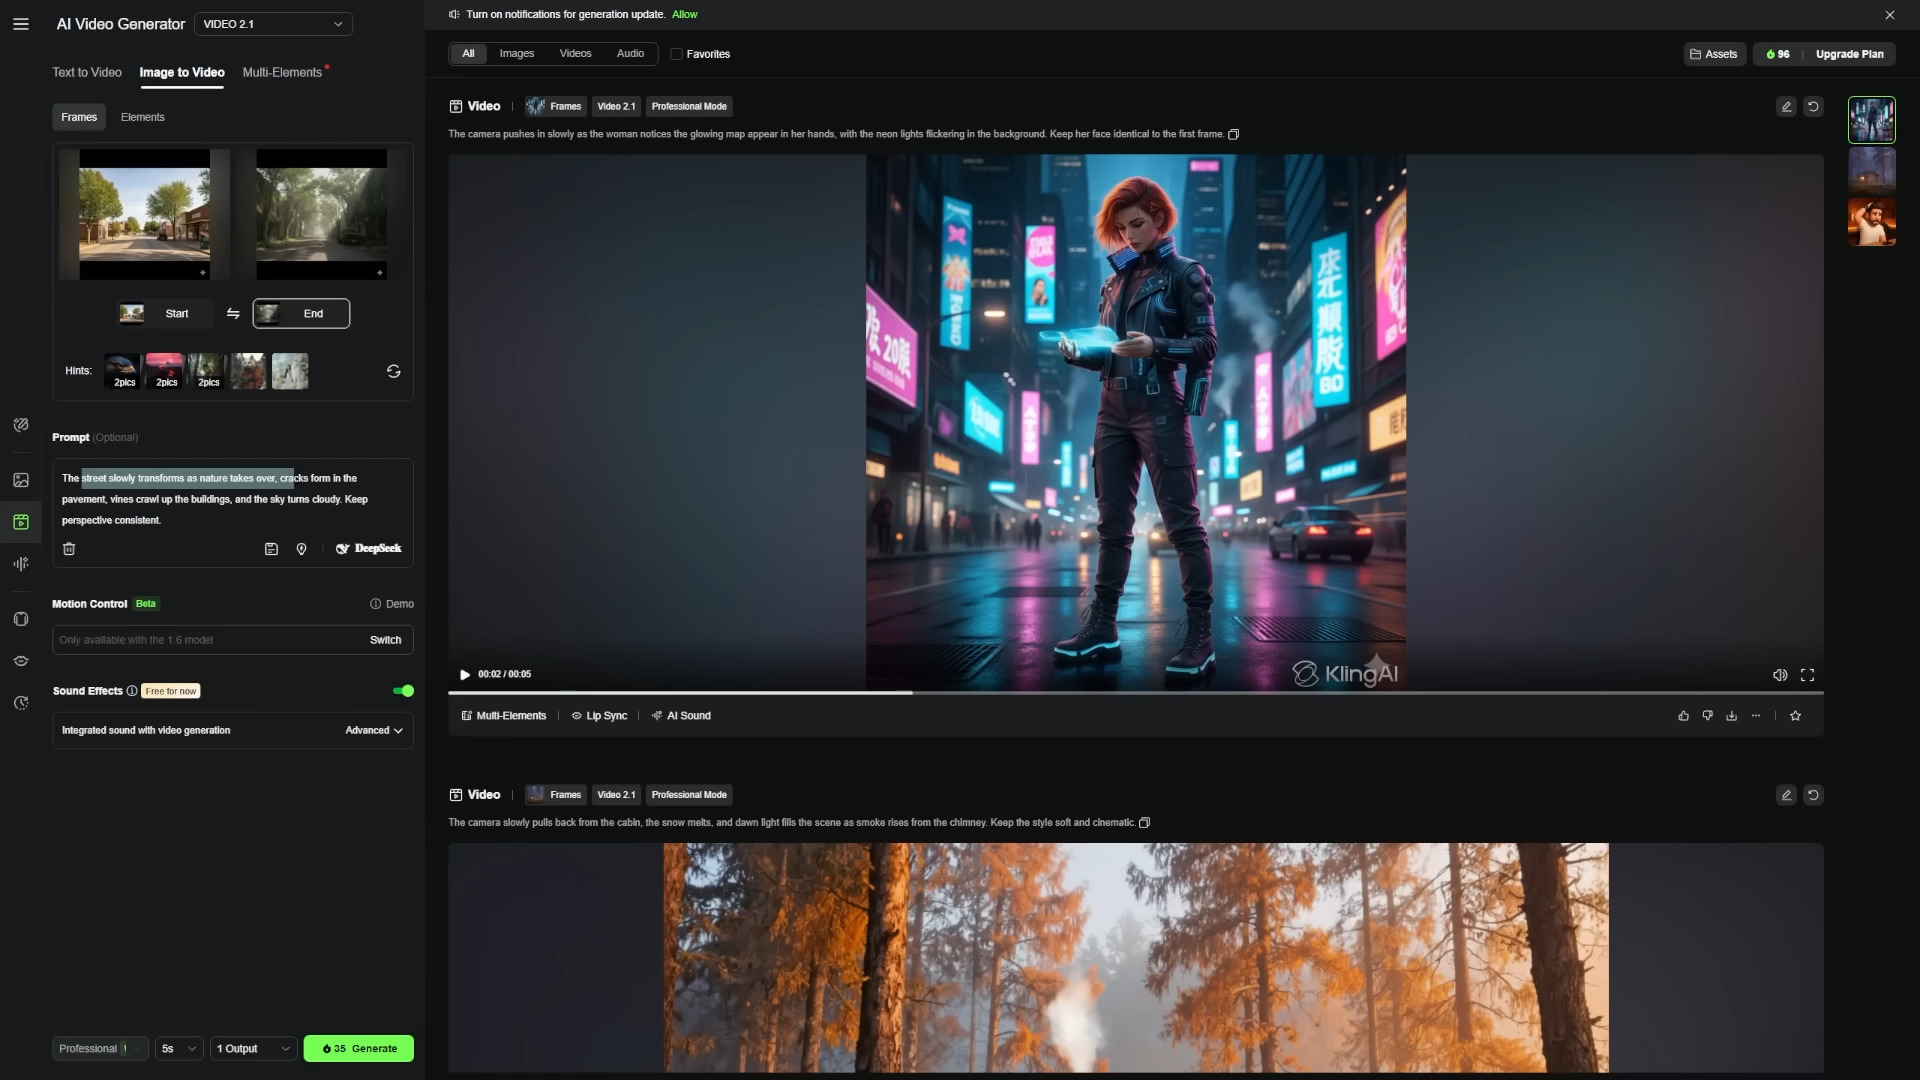 AI Video Generator
VIDEO 2.1
Turn on notifications for generation update. Allow
Text to Video
Image to Video
Multi-Elements
Frames
Elements
Start
End
Hints:
2pics
2pics
2pics
Prompt (Optional)
The street slowly transforms as nature takes over, cracks form in the
pavement, vines crawl up the buildings, and the sky turns cloudy. Keep
perspective consistent.
DeepSeek
Motion Control Beta
Demo
Only available with the 1.6 model
Switch
Sound Effects
Free for now
Integrated sound with video generation
Advanced
Professional
5s
1 Output
35 Generate
All
Images
Videos
Audio
Favorites
Assets
96
Upgrade Plan
Video
Frames
Video 2.1
Professional Mode
The camera pushes in slowly as the woman notices the glowing map appear in her hands, with the neon lights flickering in the background. Keep her face identical to the first frame.
KlingAI
00:02 / 00:05
Multi-Elements
Lip Sync
AI Sound
Video
Frames
Video 2.1
Professional Mode
The camera slowly pulls back from the cabin, the snow melts, and dawn light fills the scene as smoke rises from the chimney. Keep the style soft and cinematic.